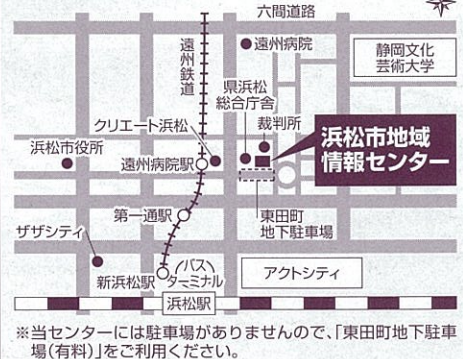 六間道路
遠州鉄道
遠州病院
静岡文化
芸術大学
県浜松
総合庁舎
クリエート浜松
裁判所
浜松市地域
情報センター
浜松市役所
遠州病院駅
第一通駅
東田町
地下駐車場
ザザシティ
バス
ターミナル
新浜松駅
アクトシティ
浜松駅
※当センターには駐車場がありませんので、「東田町地下駐車
場(有料)」をご利用ください。